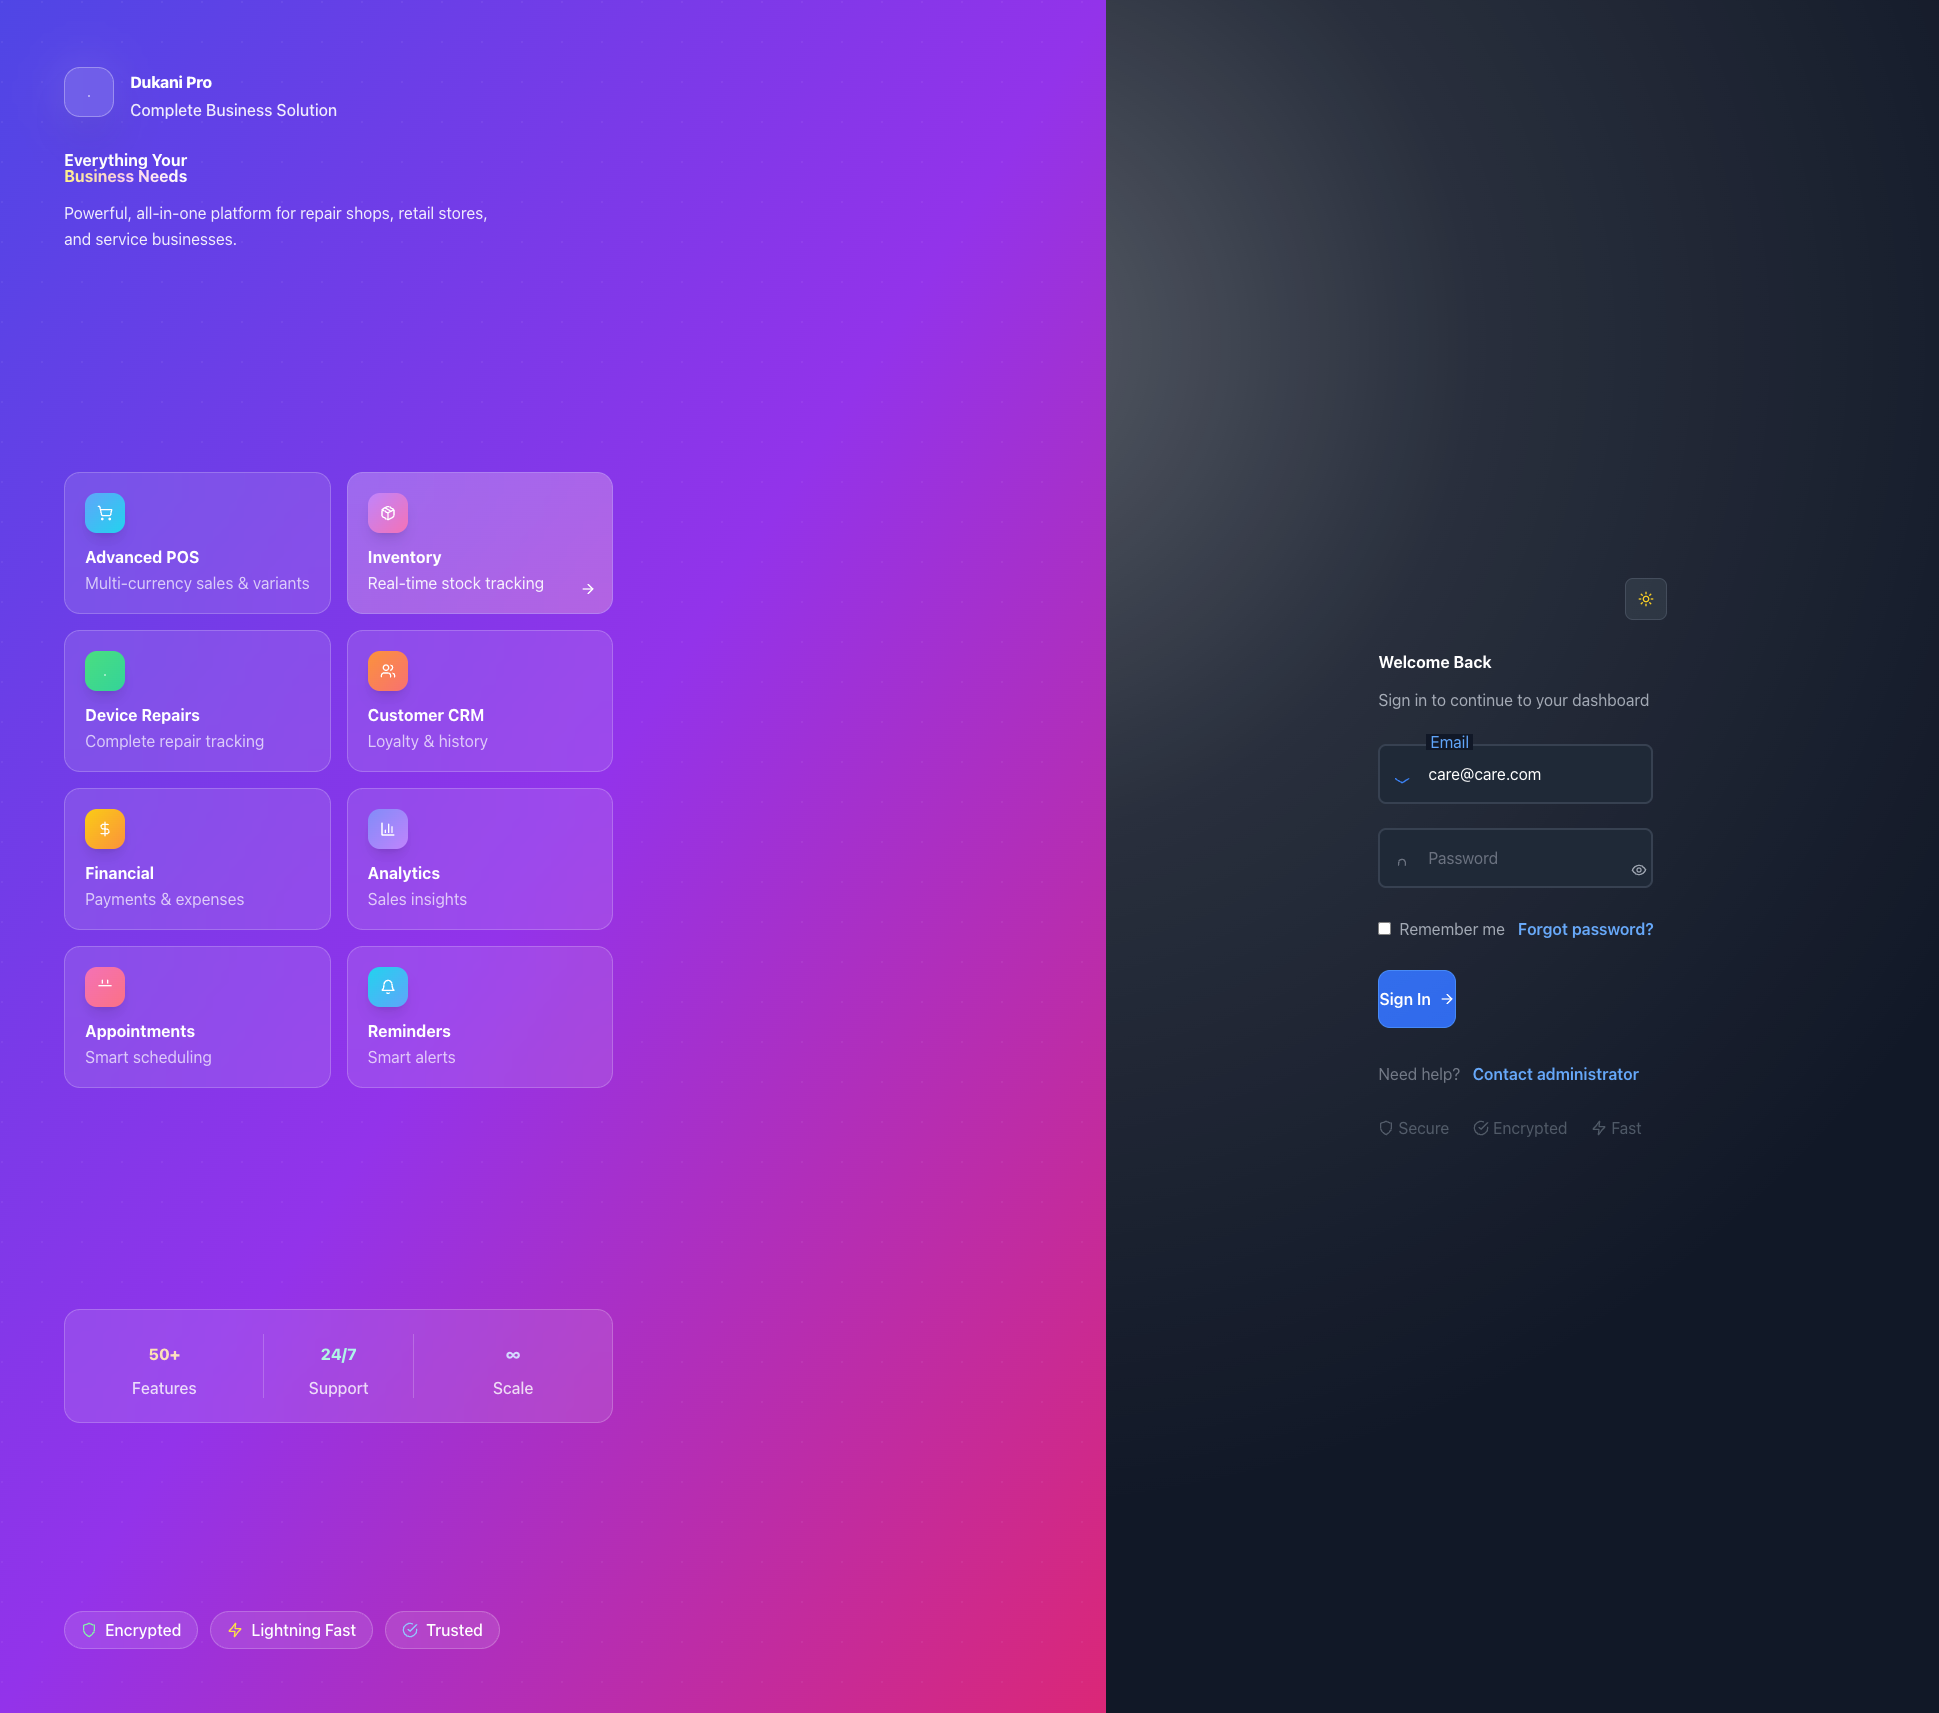 Dukani Pro
Complete Business Solution
Everything Your
Business Needs
Powerful, all-in-one platform for repair shops, retail stores,
and service businesses.
Advanced POS
Multi-currency sales & variants
Inventory
Real-time stock tracking
Device Repairs
Complete repair tracking
Customer CRM
Loyalty & history
Financial
Payments & expenses
Analytics
Sales insights
Appointments
Smart scheduling
Reminders
Smart alerts
50+
Features
24/7
Support
∞
Scale
Encrypted
Lightning Fast
Trusted
Welcome Back
Sign in to continue to your dashboard
Email
care@care.com
Password
Remember me Forgot password?
Sign In
Need help? Contact administrator
Secure Encrypted Fast